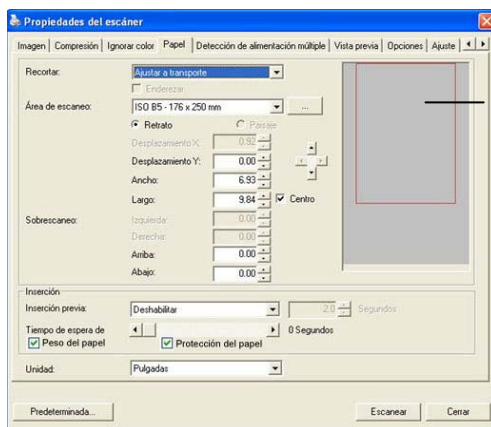 Propiedades del escáner
Imagen Compresión Ignorar color Papel Detección de alimentación múltiple Vista previa Opciones Ajuste
Recortar: Ajustar a transporte
Enderezar
Área de escaneo: ISO B5 - 176 x 250 mm ...
Retrato Paisaje
Desplazamiento X: 0.92
Desplazamiento Y: 0.00
Ancho: 6.93
Largo: 9.84 Centro
Sobrescaneo: Izquierda: 0.00
Derecha: 0.00
Arriba: 0.00
Abajo: 0.00
Inserción
Inserción previa: Deshabilitar 2.0 Segundos
Tiempo de espera de 0 Segundos
Peso del papel Protección del papel
Unidad: Pulgadas
Predeterminada... Escanear Cerrar